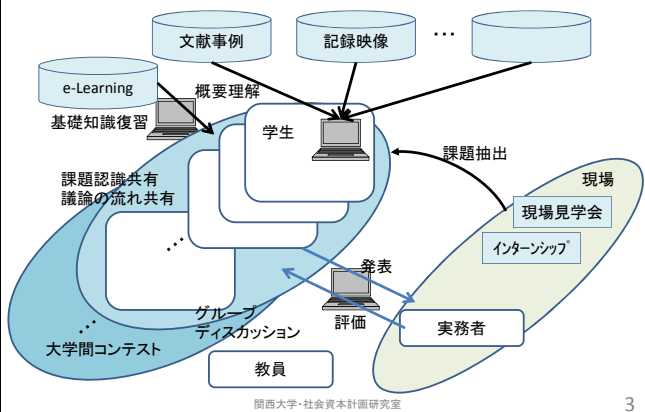 文献事例
記録映像
…
e-Learning
概要理解
基礎知識復習
学生
課題抽出
課題認識共有
議論の流れ共有
現場
現場見学会
インターンシップ
…
発表
グループ
ディスカッション
評価
実務者
…
大学間コンテスト
教員
関西大学・社会資本計画研究室
3